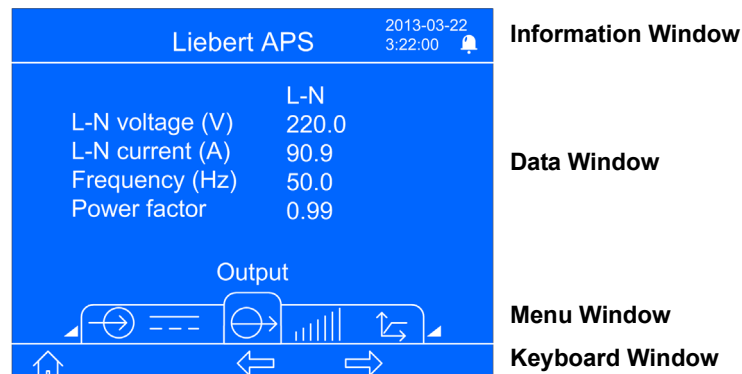 Liebert APS
2013-03-22
3:22:00
Information Window
L-N
L-N voltage (V) 220.0
L-N current (A) 90.9
Frequency (Hz) 50.0
Power factor 0.99
Data Window
Output
Menu Window
Keyboard Window